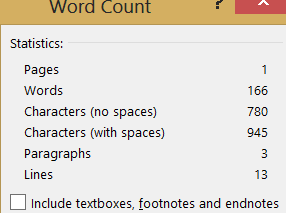 Word Count ? x
Statistics:
Pages 1
Words 166
Characters (no spaces) 780
Characters (with spaces) 945
Paragraphs 3
Lines 13
Include textboxes, footnotes and endnotes